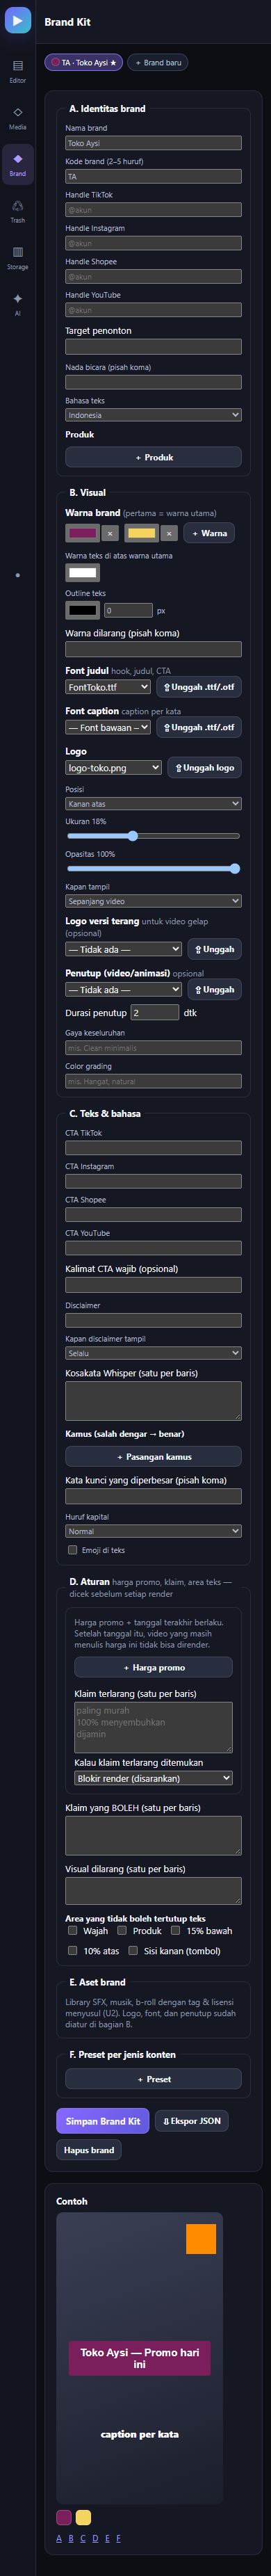 Brand Kit
TA · Toko Aysi ★
+ Brand baru
Editor
Media
Brand
Trash
Storage
AI
A. Identitas brand
Nama brand
Toko Aysi
Kode brand (2–5 huruf)
TA
Handle TikTok
@akun
Handle Instagram
@akun
Handle Shopee
@akun
Handle YouTube
@akun
Target penonton
Nada bicara (pisah koma)
Bahasa teks
Indonesia
Produk
+ Produk
B. Visual
Warna brand (pertama = warna utama)
×
×
+ Warna
Warna teks di atas warna utama
Outline teks
0 px
Warna dilarang (pisah koma)
Font judul hook, judul, CTA
FontToko.ttf
⇪ Unggah .ttf/.otf
Font caption caption per kata
— Font bawaan —
⇪ Unggah .ttf/.otf
Logo
logo-toko.png
⇪ Unggah logo
Posisi
Kanan atas
Ukuran 18%
Opasitas 100%
Kapan tampil
Sepanjang video
Logo versi terang untuk video gelap
(opsional)
— Tidak ada —
⇪ Unggah
Penutup (video/animasi) opsional
— Tidak ada —
⇪ Unggah
Durasi penutup 2 dtk
Gaya keseluruhan
mis. Clean minimalis
Color grading
mis. Hangat, natural
C. Teks & bahasa
CTA TikTok
CTA Instagram
CTA Shopee
CTA YouTube
Kalimat CTA wajib (opsional)
Disclaimer
Kapan disclaimer tampil
Selalu
Kosakata Whisper (satu per baris)
Kamus (salah dengar → benar)
+ Pasangan kamus
Kata kunci yang diperbesar (pisah koma)
Huruf kapital
Normal
Emoji di teks
D. Aturan harga promo, klaim, area teks —
dicek sebelum setiap render
Harga promo + tanggal terakhir berlaku.
Setelah tanggal itu, video yang masih
menulis harga ini tidak bisa dirender.
+ Harga promo
Klaim terlarang (satu per baris)
paling murah
100% menyembuhkan
dijamin
Kalau klaim terlarang ditemukan
Blokir render (disarankan)
Klaim yang BOLEH (satu per baris)
Visual dilarang (satu per baris)
Area yang tidak boleh tertutup teks
Wajah
Produk
15% bawah
10% atas
Sisi kanan (tombol)
E. Aset brand
Library SFX, musik, b-roll dengan tag & lisensi
menyusul (U2). Logo, font, dan penutup sudah
diatur di bagian B.
F. Preset per jenis konten
+ Preset
Simpan Brand Kit
⇩ Ekspor JSON
Hapus brand
Contoh
Toko Aysi — Promo hari
ini
caption per kata
A B C D E F